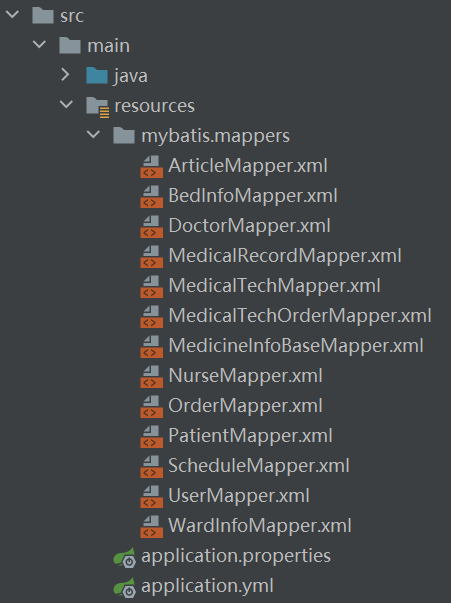 src
main
java
resources
mybatis.mappers
ArticleMapper.xml
BedInfoMapper.xml
DoctorMapper.xml
MedicalRecordMapper.xml
MedicalTechMapper.xml
MedicalTechOrderMapper.xml
MedicineInfoBaseMapper.xml
NurseMapper.xml
OrderMapper.xml
PatientMapper.xml
ScheduleMapper.xml
UserMapper.xml
WardInfoMapper.xml
application.properties
application.yml